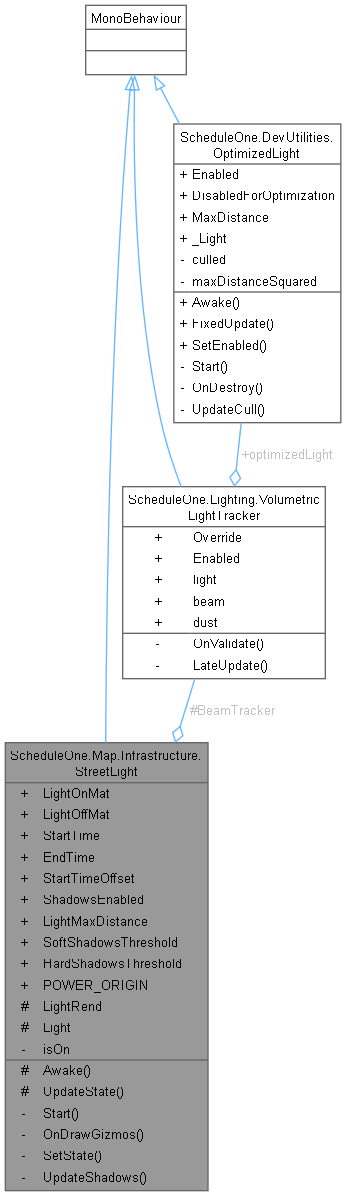 MonoBehaviour
ScheduleOne.DevUtilities.
OptimizedLight
+ Enabled
+ DisabledForOptimization
+ MaxDistance
+ _Light
- culled
- maxDistanceSquared
+ Awake()
+ FixedUpdate()
+ SetEnabled()
- Start()
- OnDestroy()
- UpdateCull()
+optimizedLight
ScheduleOne.Lighting.Volumetric
LightTracker
+ Override
+ Enabled
+ light
+ beam
+ dust
- OnValidate()
- LateUpdate()
#BeamTracker
ScheduleOne.Map.Infrastructure.
StreetLight
+ LightOnMat
+ LightOffMat
+ StartTime
+ EndTime
+ StartTimeOffset
+ ShadowsEnabled
+ LightMaxDistance
+ SoftShadowsThreshold
+ HardShadowsThreshold
+ POWER_ORIGIN
# LightRend
# Light
- isOn
# Awake()
# UpdateState()
- Start()
- OnDrawGizmos()
- SetState()
- UpdateShadows()